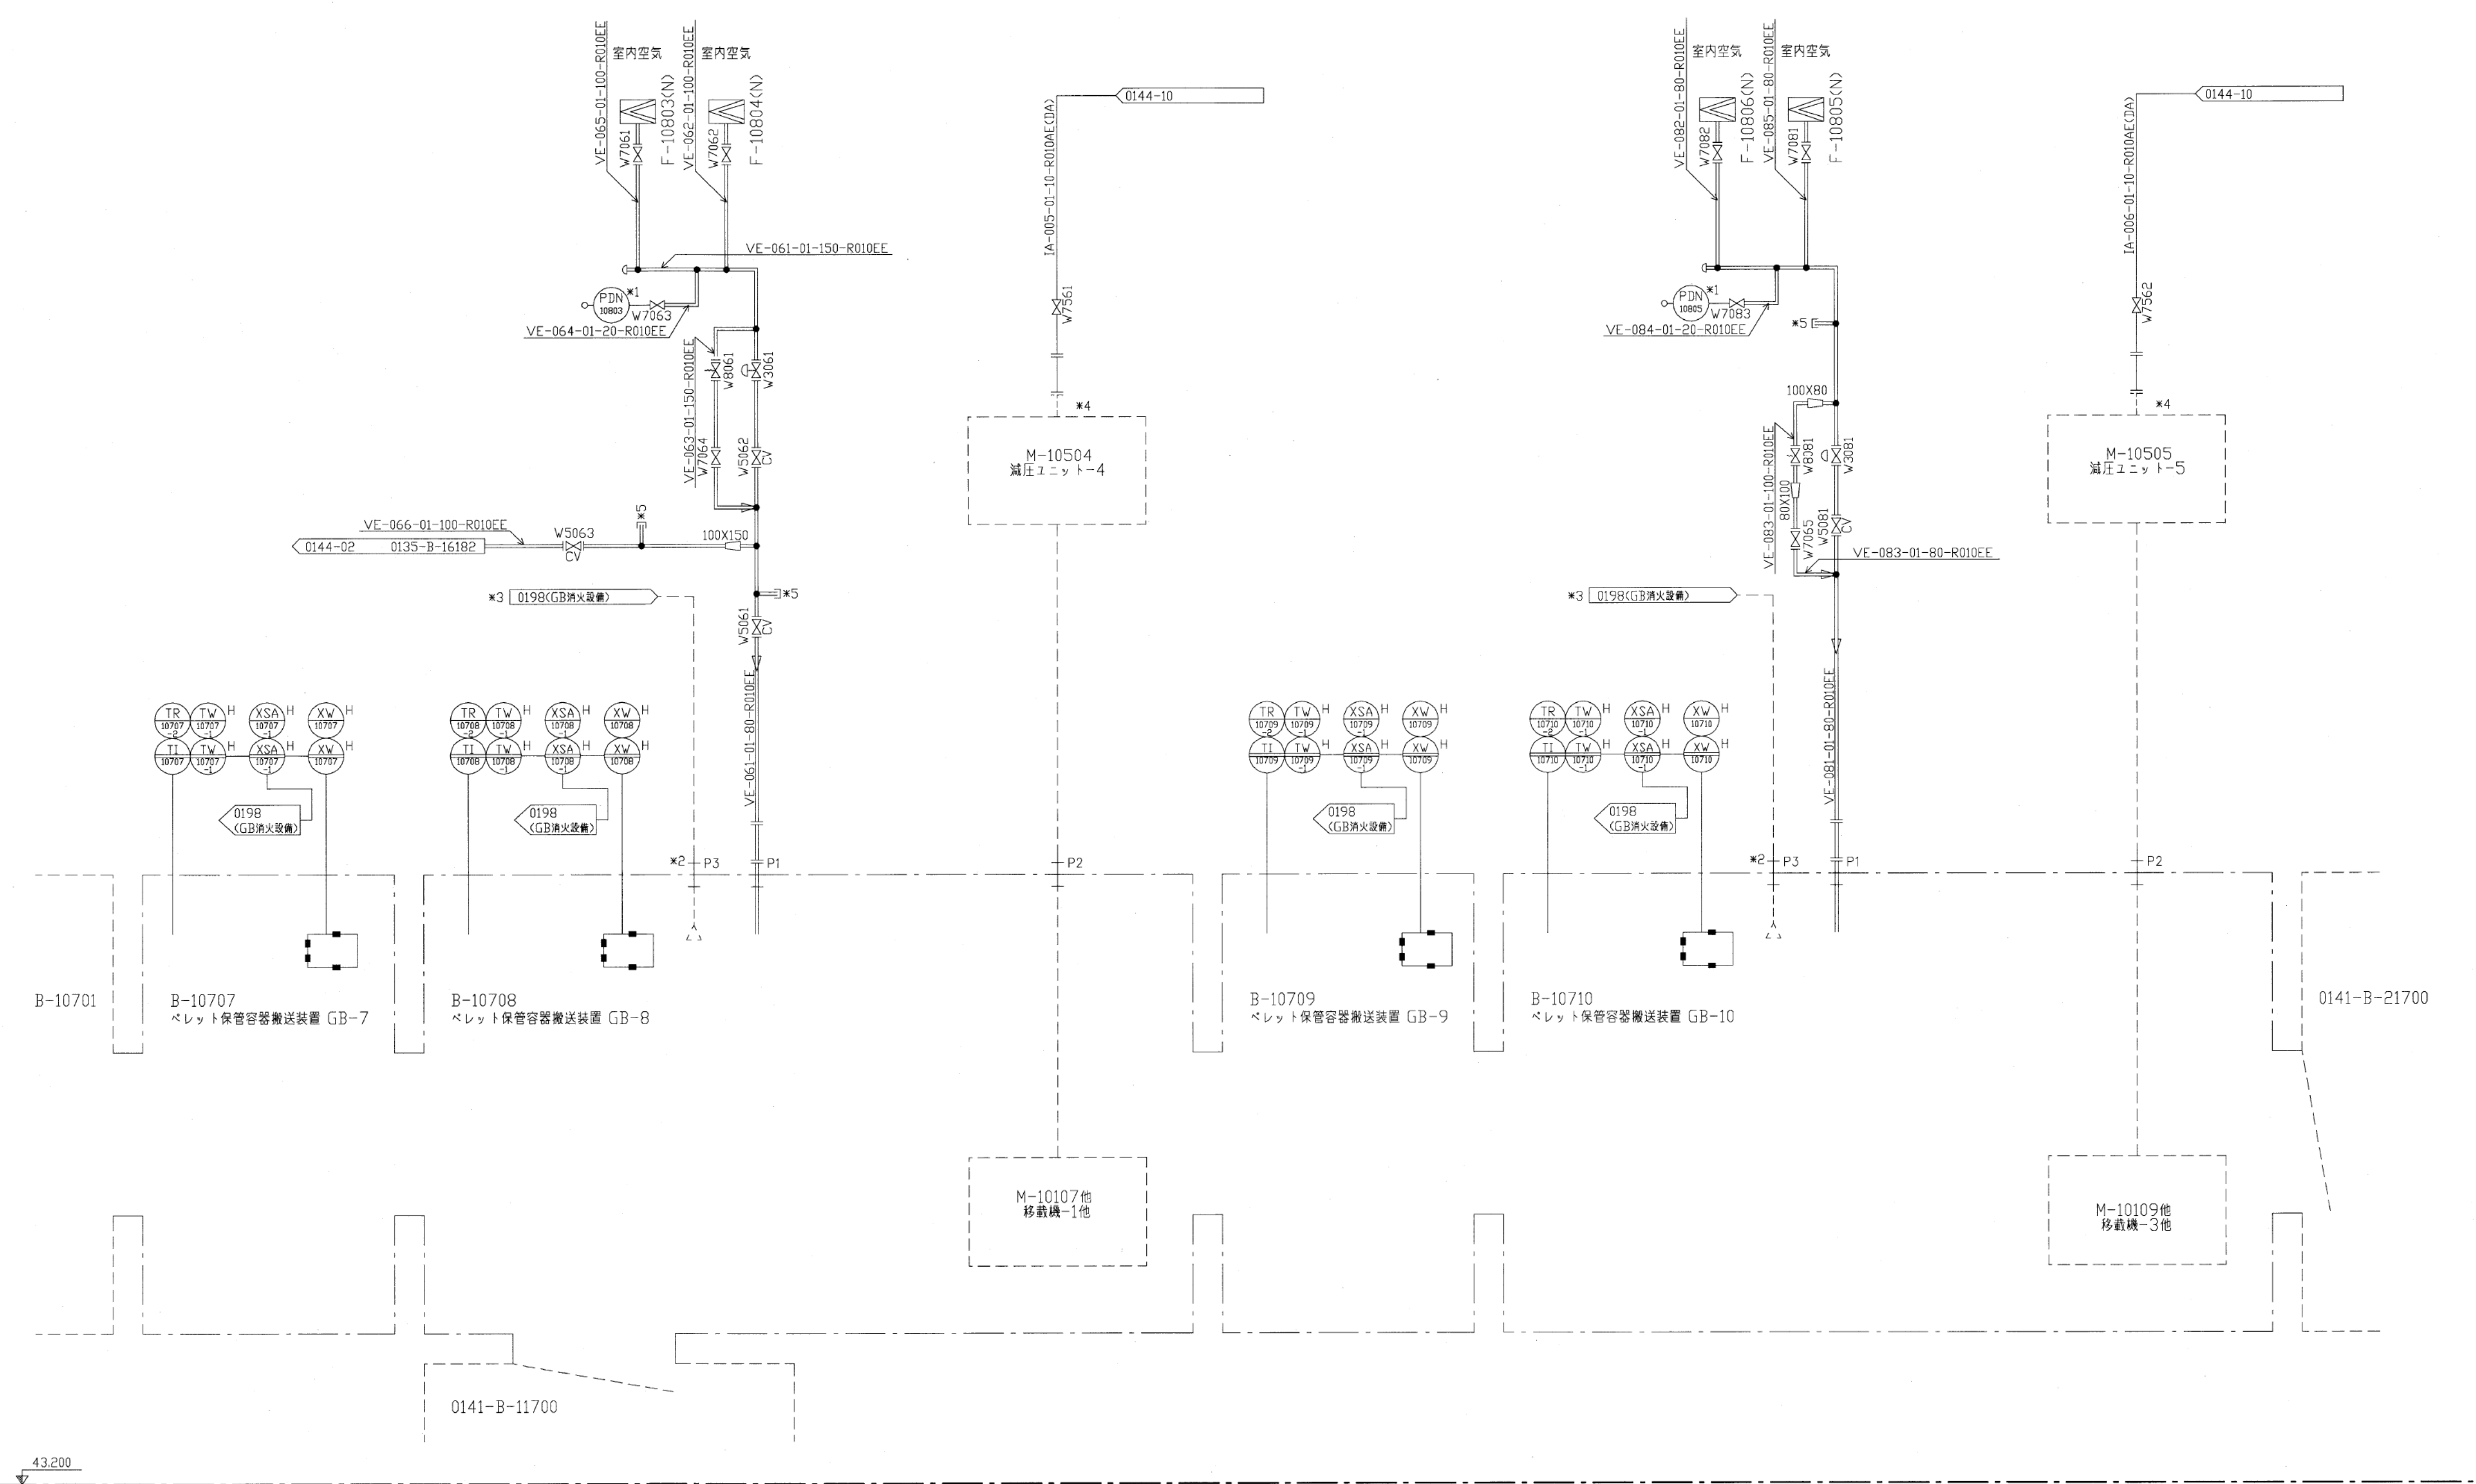 VE-065-01-100-R010EE
室内空気
W7061
F-10803(N)
VE-062-01-100-R010EE
室内空気
W7062
F-10804(N)
VE-061-01-150-R010EE
PDN
10803
*1
W7063
VE-064-01-20-R010EE
VE-063-01-150-R010EE
W8061
W3061
W7064
W5062
CV
VE-066-01-100-R010EE
0144-02 0135-B-16182
W5063
CV
*5
100X150
*3
0198(GB消火設備)
*5
W5061
CV
VE-061-01-80-R010EE
*2
P3
P1
0144-10
IA-005-01-10-R010AE(DA)
W7561
*4
M-10504
減圧ユニット-4
P2
VE-082-01-80-R010EE
室内空気
W7082
F-10806(N)
VE-085-01-80-R010EE
室内空気
W7081
F-10805(N)
PDN
10805
*1
W7083
VE-084-01-20-R010EE
*5
100X80
VE-083-01-100-R010EE
W8081
W3081
80X100
W7065
W5081
CV
VE-083-01-80-R010EE
*3
0198(GB消火設備)
VE-081-01-80-R010EE
*2
P3
P1
0144-10
IA-006-01-10-R010AE(DA)
W7562
*4
M-10505
減圧ユニット-5
P2
TR
10707
-2
TW
10707
-1
H
XSA
10707
-1
H
XW
10707
H
TI
10707
TW
10707
-1
H
XSA
10707
-1
H
XW
10707
H
0198
(GB消火設備)
TR
10708
-2
TW
10708
-1
H
XSA
10708
-1
H
XW
10708
H
TI
10708
TW
10708
-1
H
XSA
10708
-1
H
XW
10708
H
0198
(GB消火設備)
TR
10709
-2
TW
10709
-1
H
XSA
10709
-1
H
XW
10709
H
TI
10709
TW
10709
-1
H
XSA
10709
-1
H
XW
10709
H
0198
(GB消火設備)
TR
10710
-2
TW
10710
-1
H
XSA
10710
-1
H
XW
10710
H
TI
10710
TW
10710
-1
H
XSA
10710
-1
H
XW
10710
H
0198
(GB消火設備)
B-10701
B-10707
ペレット保管容器搬送装置 GB-7
B-10708
ペレット保管容器搬送装置 GB-8
B-10709
ペレット保管容器搬送装置 GB-9
B-10710
ペレット保管容器搬送装置 GB-10
0141-B-21700
M-10107他
移載機-1他
M-10109他
移載機-3他
0141-B-11700
43.200